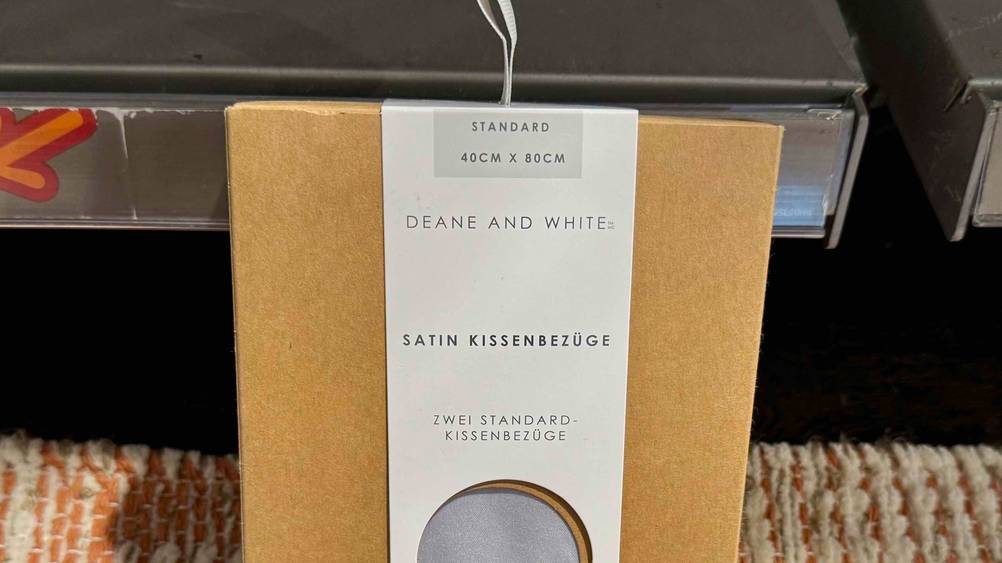 STANDARD
40CM X 80CM
DEANE AND WHITE
SATIN KISSENBEZÜGE
ZWEI STANDARD-
KISSENBEZÜGE